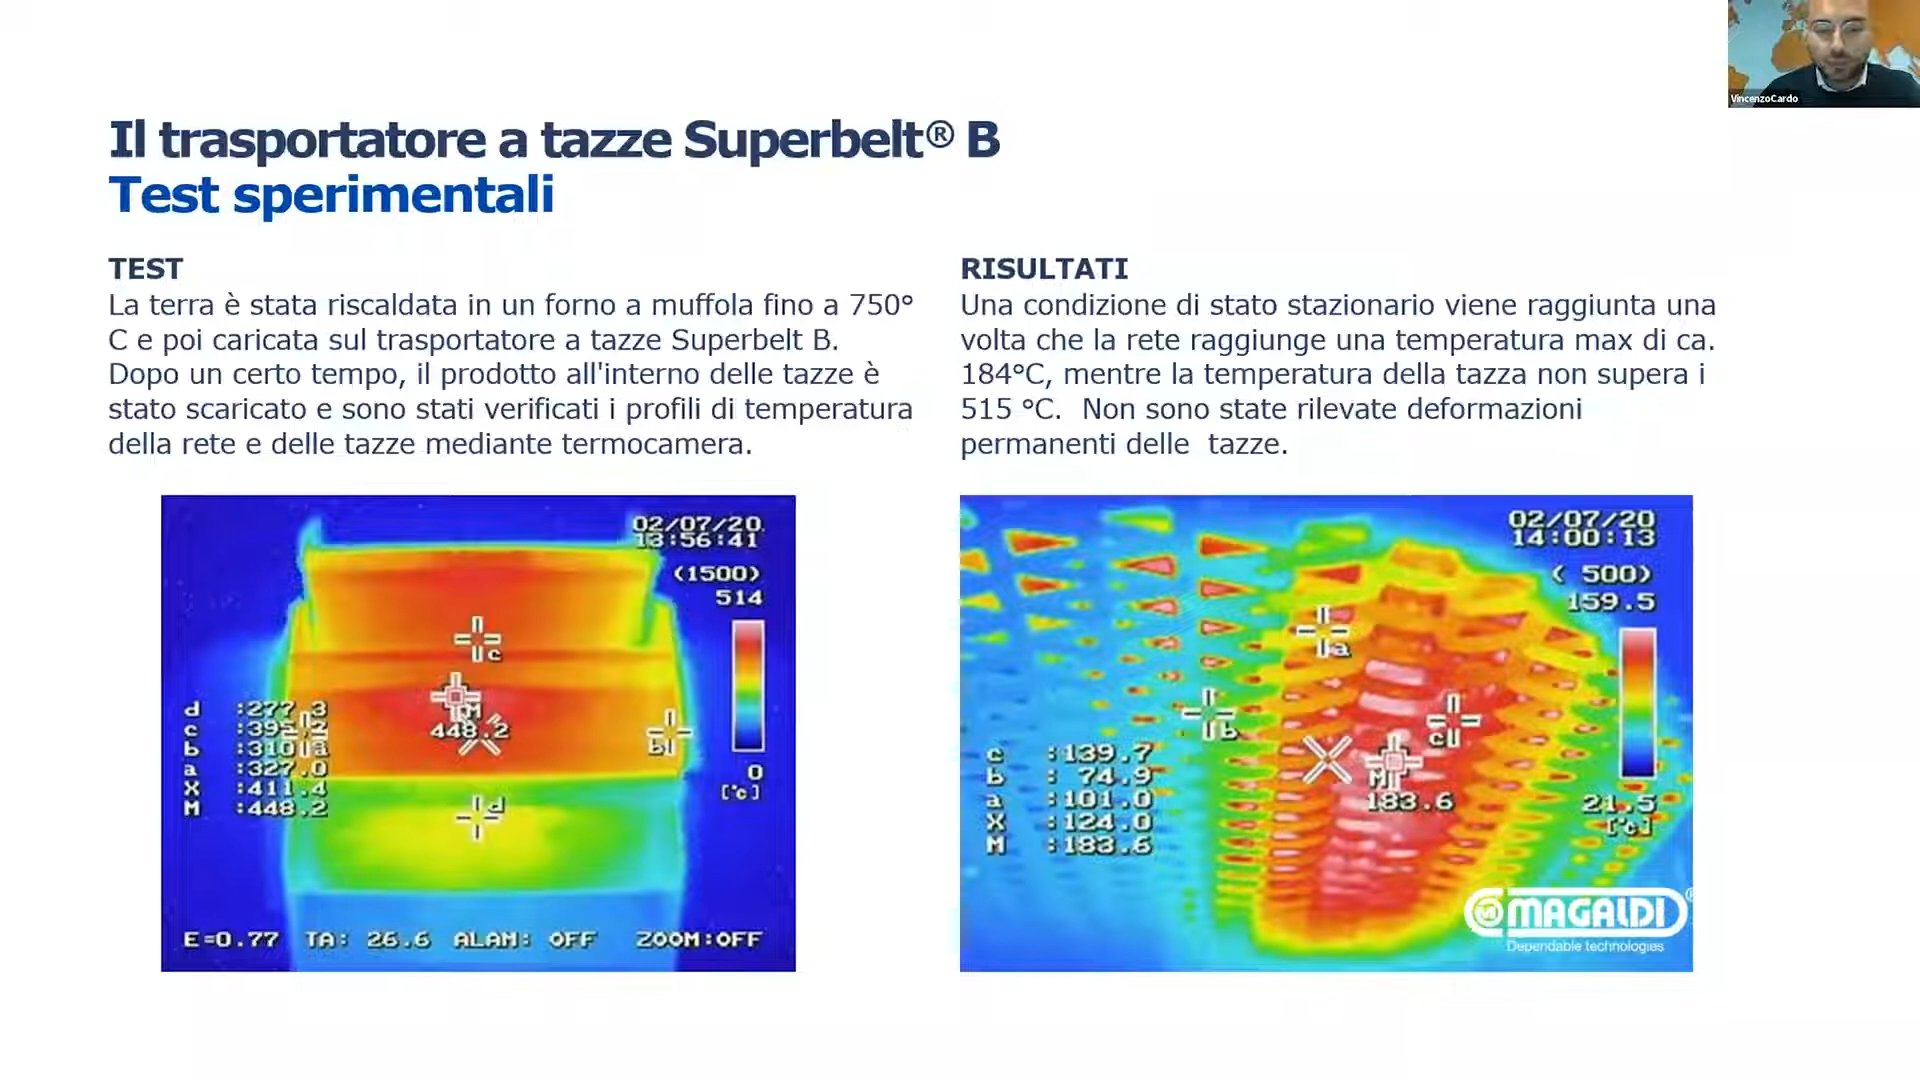 VincenzoCardo
Il trasportatore a tazze Superbelt® B
Test sperimentali
TEST
La terra è stata riscaldata in un forno a muffola fino a 750°
C e poi caricata sul trasportatore a tazze Superbelt B.
Dopo un certo tempo, il prodotto all'interno delle tazze è
stato scaricato e sono stati verificati i profili di temperatura
della rete e delle tazze mediante termocamera.
RISULTATI
Una condizione di stato stazionario viene raggiunta una
volta che la rete raggiunge una temperatura max di ca.
184°C, mentre la temperatura della tazza non supera i
515 °C.  Non sono state rilevate deformazioni
permanenti delle  tazze.
02/07/20
13:56:41
(1500)
514
c
M
448.2
a
b
d
d :277.3
c :395.2
b :310
a :327.0
X :411.4
M :448.2
0
[°c]
E=0.77 TA: 26.6 ALAM: OFF ZOOM:OFF
02/07/20
14:00:13
( 500)
159.5
a
b
c
M
183.6
c :139.7
b : 74.9
a :101.0
X :124.0
M :183.6
21.5
[°c]
MAGALDI®
Dependable technologies